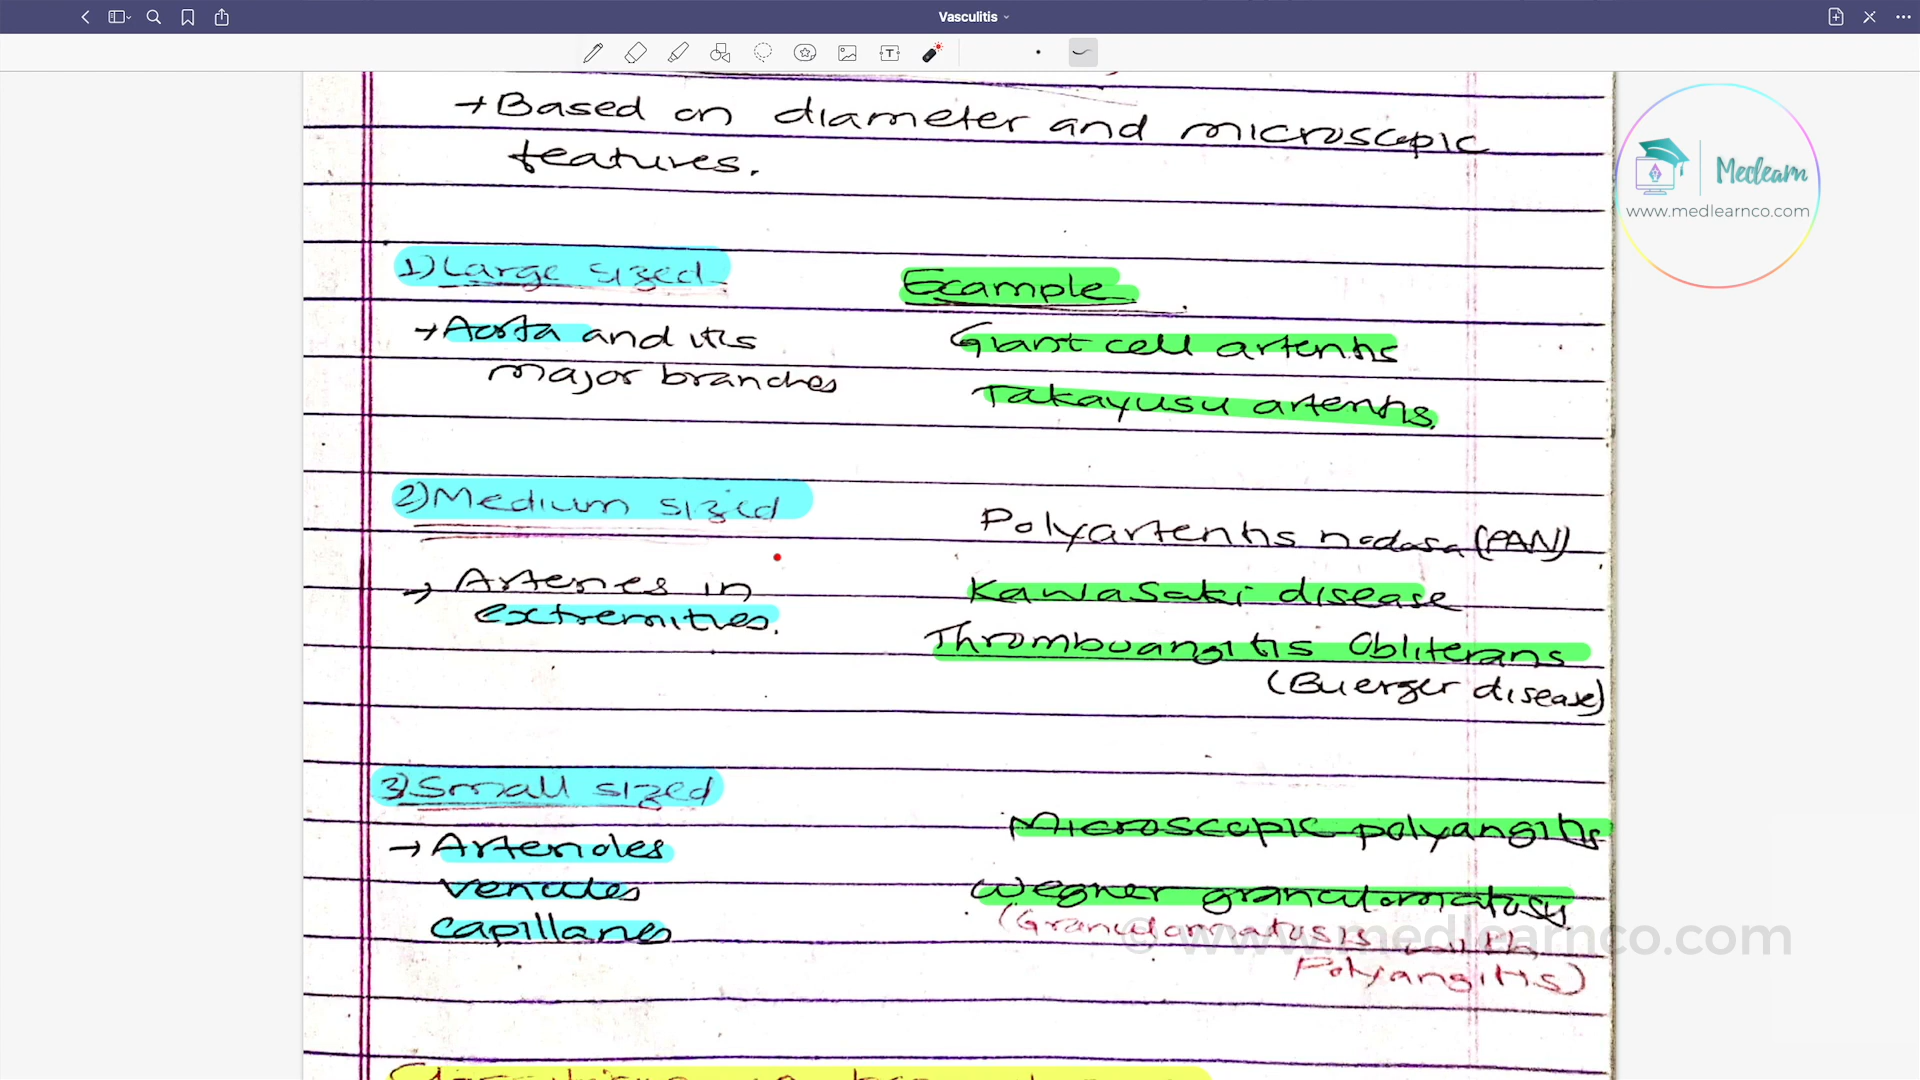 Vasculitis
→ Based on diameter and microscopic
features.
Medlearn
www.medlearnco.com
1) Large sized
Example
→ Aorta and it's
major branches
Giant cell arteritis
Takayusu arteritis.
2) Medium sized
Polyarteritis nodosa (PAN)
→ Arteries in
extremities.
Kawasaki disease
Thromboangitis Obliterans
(Buerger disease)
3) Small sized
→ Arterioles
venules
capillaries
Microscopic polyangitis
Wegner granulomatosis.
(Granulomatosis with
Polyangitis)
© www.medlearnco.com